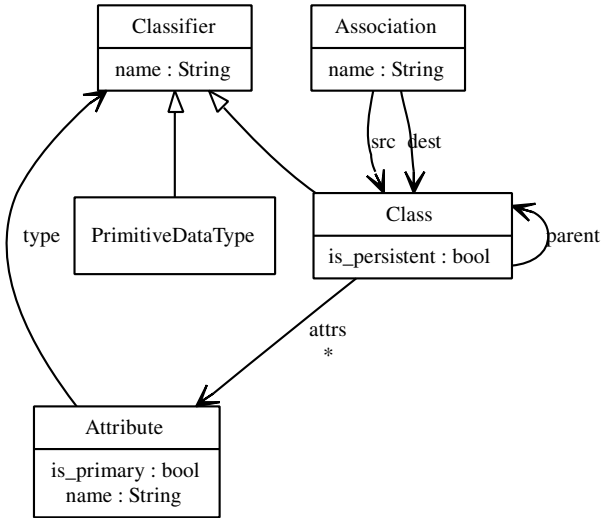 Classifier
name : String
Association
name : String
src
dest
Class
is_persistent : bool
parent
PrimitiveDataType
type
attrs
*
Attribute
is_primary : bool
name : String